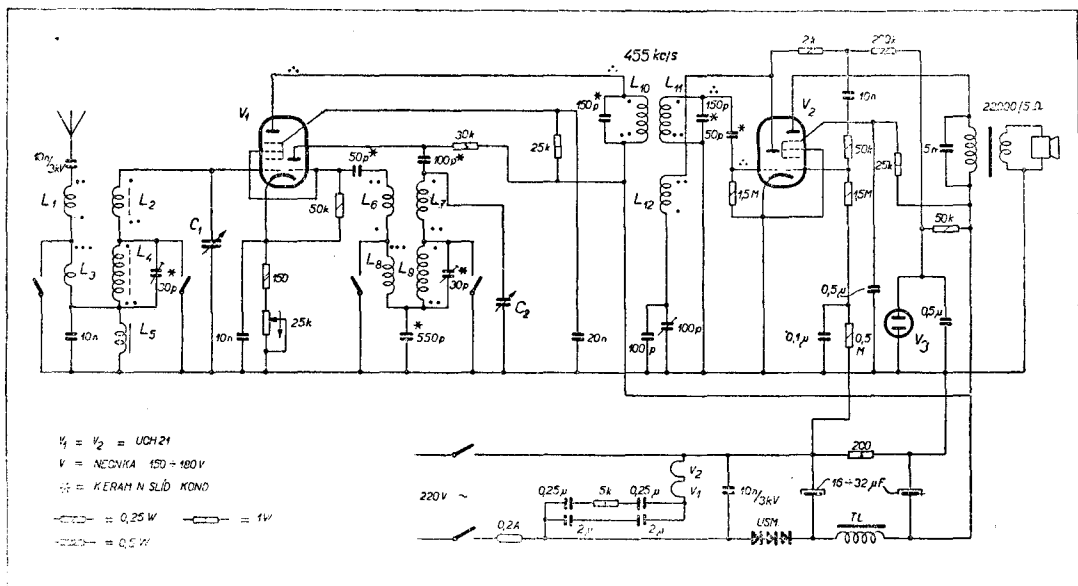 455 kc/s
2k
200k
10n/3kV
L1
L2
L3
L4
L5
30p
*
10n
C1
V1
150
25k
10n
50k
50p*
100p*
30k
25k
L6
L7
L8
L9
*
30p
*
550p
C2
20n
150p
*
L10
L11
150p
*
50p
*
L12
100p
100p
1,5M
V2
10n
50k
1,5M
25k
50k
5n
22000/5 Ω
0,5µ
0,1µ
0,5
M
V3
0,5µ
V1 = V2 = UCH21
V = NEONKA 150 ÷ 180V
= KERAM N SLÍD KOND
= 0,25 W
= 1W
= 0,5 W
220V ~
0,2A
0,25µ
5k
0,25µ
2µ
2µ
V2
V1
10n/3kV
USM
200
16 ÷ 32 µF
TL